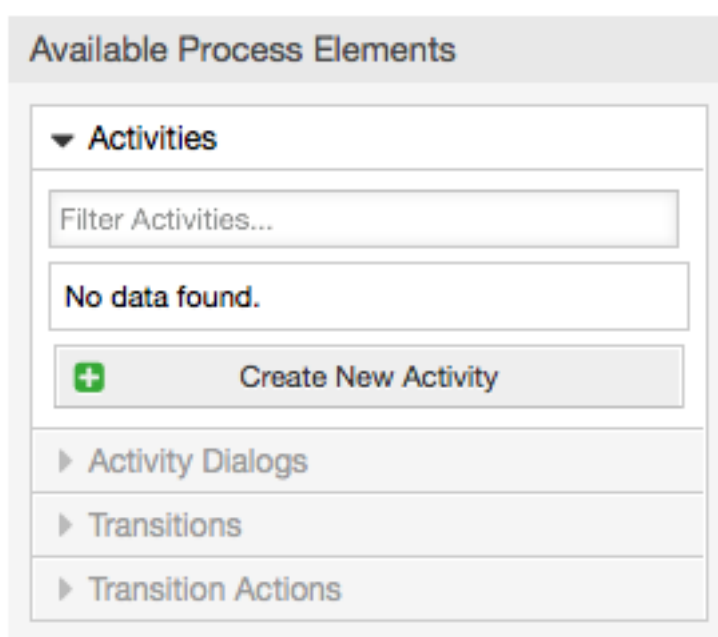 Available Process Elements
Activities
Filter Activities...
No data found.
Create New Activity
Activity Dialogs
Transitions
Transition Actions